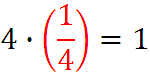 4 · (1/4) = 1